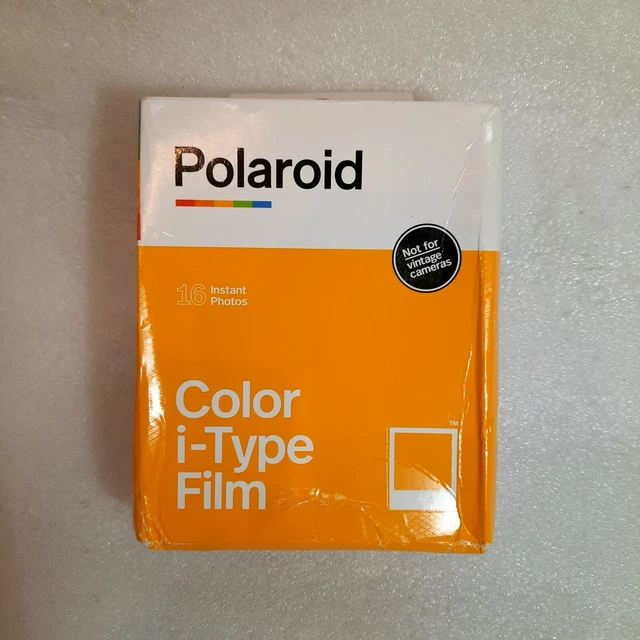 Polaroid
Not for
vintage
cameras
16 Instant
Photos
Color
i-Type
Film
TM